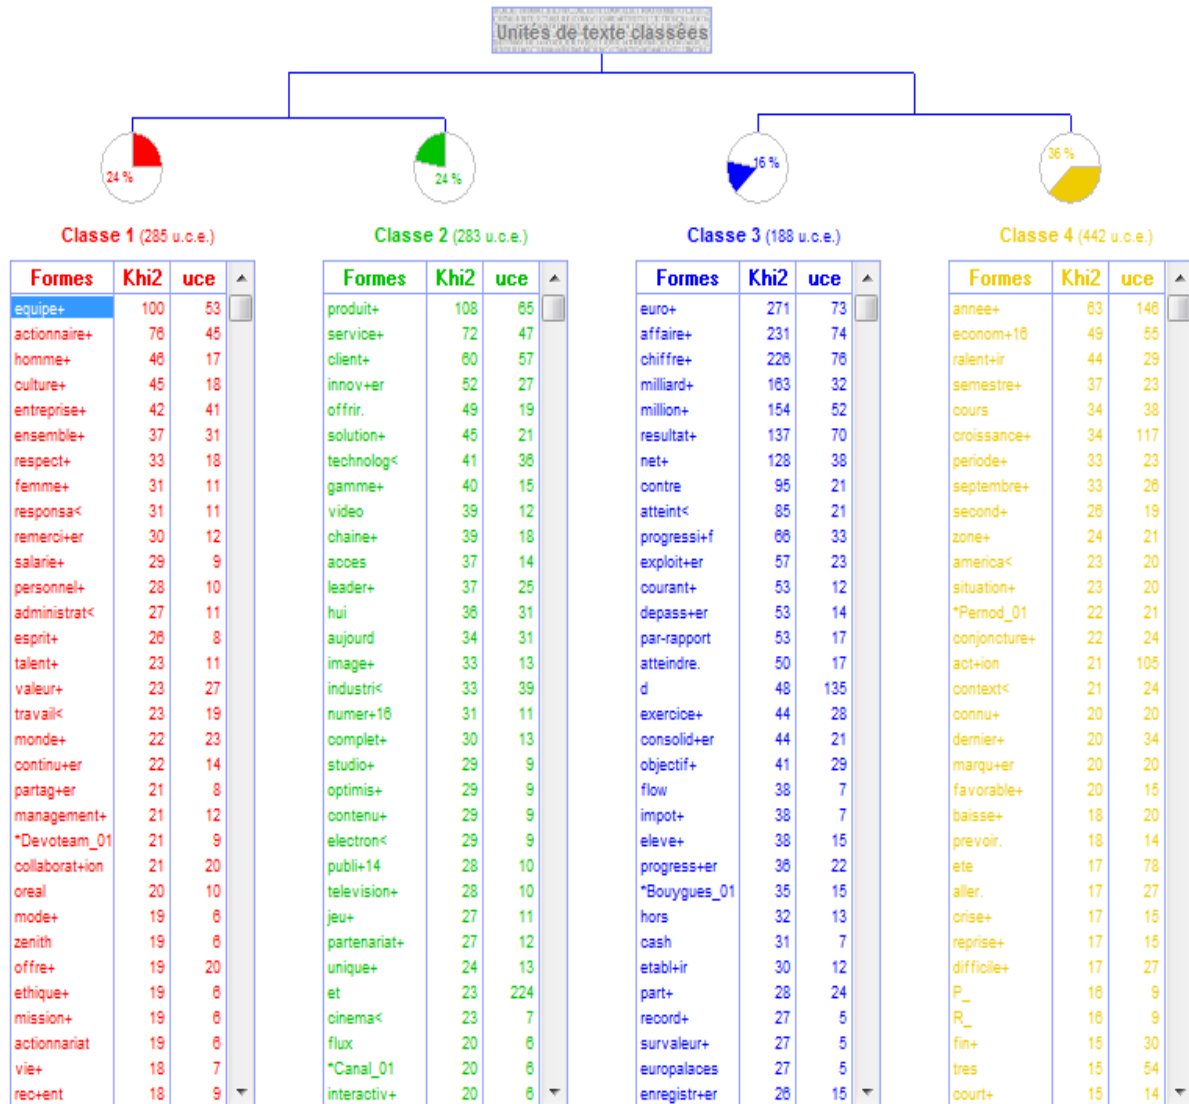 Unités de texte classées
24 % 24 % 16 % 36 %
Classe 1 (285 u.c.e.) Classe 2 (283 u.c.e.) Classe 3 (188 u.c.e.) Classe 4 (442 u.c.e.)
Formes Khi2 uce Formes Khi2 uce Formes Khi2 uce Formes Khi2 uce
equipe+ 100 53 produit+ 108 65 euro+ 271 73 annee+ 63 146
actionnaire+ 76 45 service+ 72 47 affaire+ 231 74 econom+16 49 55
homme+ 46 17 client+ 60 57 chiffre+ 226 76 ralent+ir 44 29
culture+ 45 18 innov+er 52 27 milliard+ 163 32 semestre+ 37 23
entreprise+ 42 41 offrir. 49 19 million+ 154 52 cours 34 38
ensemble+ 37 31 solution+ 45 21 resultat+ 137 70 croissance+ 34 117
respect+ 33 18 technolog< 41 36 net+ 128 38 periode+ 33 23
femme+ 31 11 gamme+ 40 15 contre 95 21 septembre+ 33 26
responsa< 31 11 video 39 12 atteint< 85 21 second+ 26 19
remerci+er 30 12 chaine+ 39 18 progressi+f 66 33 zone+ 24 21
salarie+ 29 9 acces 37 14 exploit+er 57 23 america< 23 20
personnel+ 28 10 leader+ 37 25 courant+ 53 12 situation+ 23 20
administrat< 27 11 hui 36 31 depass+er 53 14 *Pernod_01 22 21
esprit+ 26 8 aujourd 34 31 par-rapport 53 17 conjoncture+ 22 24
talent+ 23 11 image+ 33 13 atteindre. 50 17 act+ion 21 105
valeur+ 23 27 industri< 33 39 d 48 135 context< 21 24
travail< 23 19 numer+16 31 11 exercice+ 44 28 connu+ 20 20
monde+ 22 23 complet+ 30 13 consolid+er 44 21 dernier+ 20 34
continu+er 22 14 studio+ 29 9 objectif+ 41 29 marqu+er 20 20
partag+er 21 8 optimis+ 29 9 flow 38 7 favorable+ 20 15
management+ 21 12 contenu+ 29 9 impot+ 38 7 baisse+ 18 20
*Devoteam_01 21 9 electron< 29 9 eleve+ 38 15 prevoir. 18 14
collaborat+ion 21 20 publi+14 28 10 progress+er 36 22 ete 17 78
oreal 20 10 television+ 28 10 *Bouygues_01 35 15 aller. 17 27
mode+ 19 6 jeu+ 27 11 hors 32 13 crise+ 17 15
zenith 19 6 partenariat+ 27 12 cash 31 7 reprise+ 17 15
offre+ 19 20 unique+ 24 13 etabl+ir 30 12 difficile+ 17 27
ethique+ 19 6 et 23 224 part+ 28 24 P_ 16 9
mission+ 19 6 cinema< 23 7 record+ 27 5 R_ 16 9
actionnariat 19 6 flux 20 6 survaleur+ 27 5 fin+ 15 30
vie+ 18 7 *Canal_01 20 6 europalaces 27 5 tres 15 54
rec+ent 18 9 interactiv+ 20 6 enregistr+er 26 15 court+ 15 14